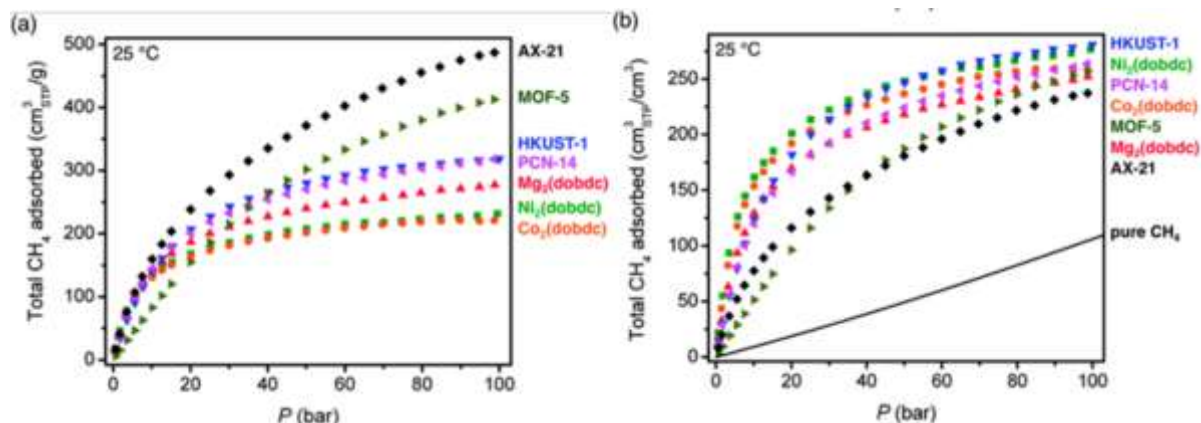 (a)
25 °C
Total CH₄ adsorbed (cm³STP/g)
500
400
300
200
100
0
0 20 40 60 80 100
P (bar)
AX-21
MOF-5
HKUST-1
PCN-14
Mg₂(dobdc)
Ni₂(dobdc)
Co₂(dobdc)
(b)
25 °C
Total CH₄ adsorbed (cm³STP/cm³)
250
200
150
100
50
0
0 20 40 60 80 100
P (bar)
HKUST-1
Ni₂(dobdc)
PCN-14
Co₂(dobdc)
MOF-5
Mg₂(dobdc)
AX-21
pure CH₄